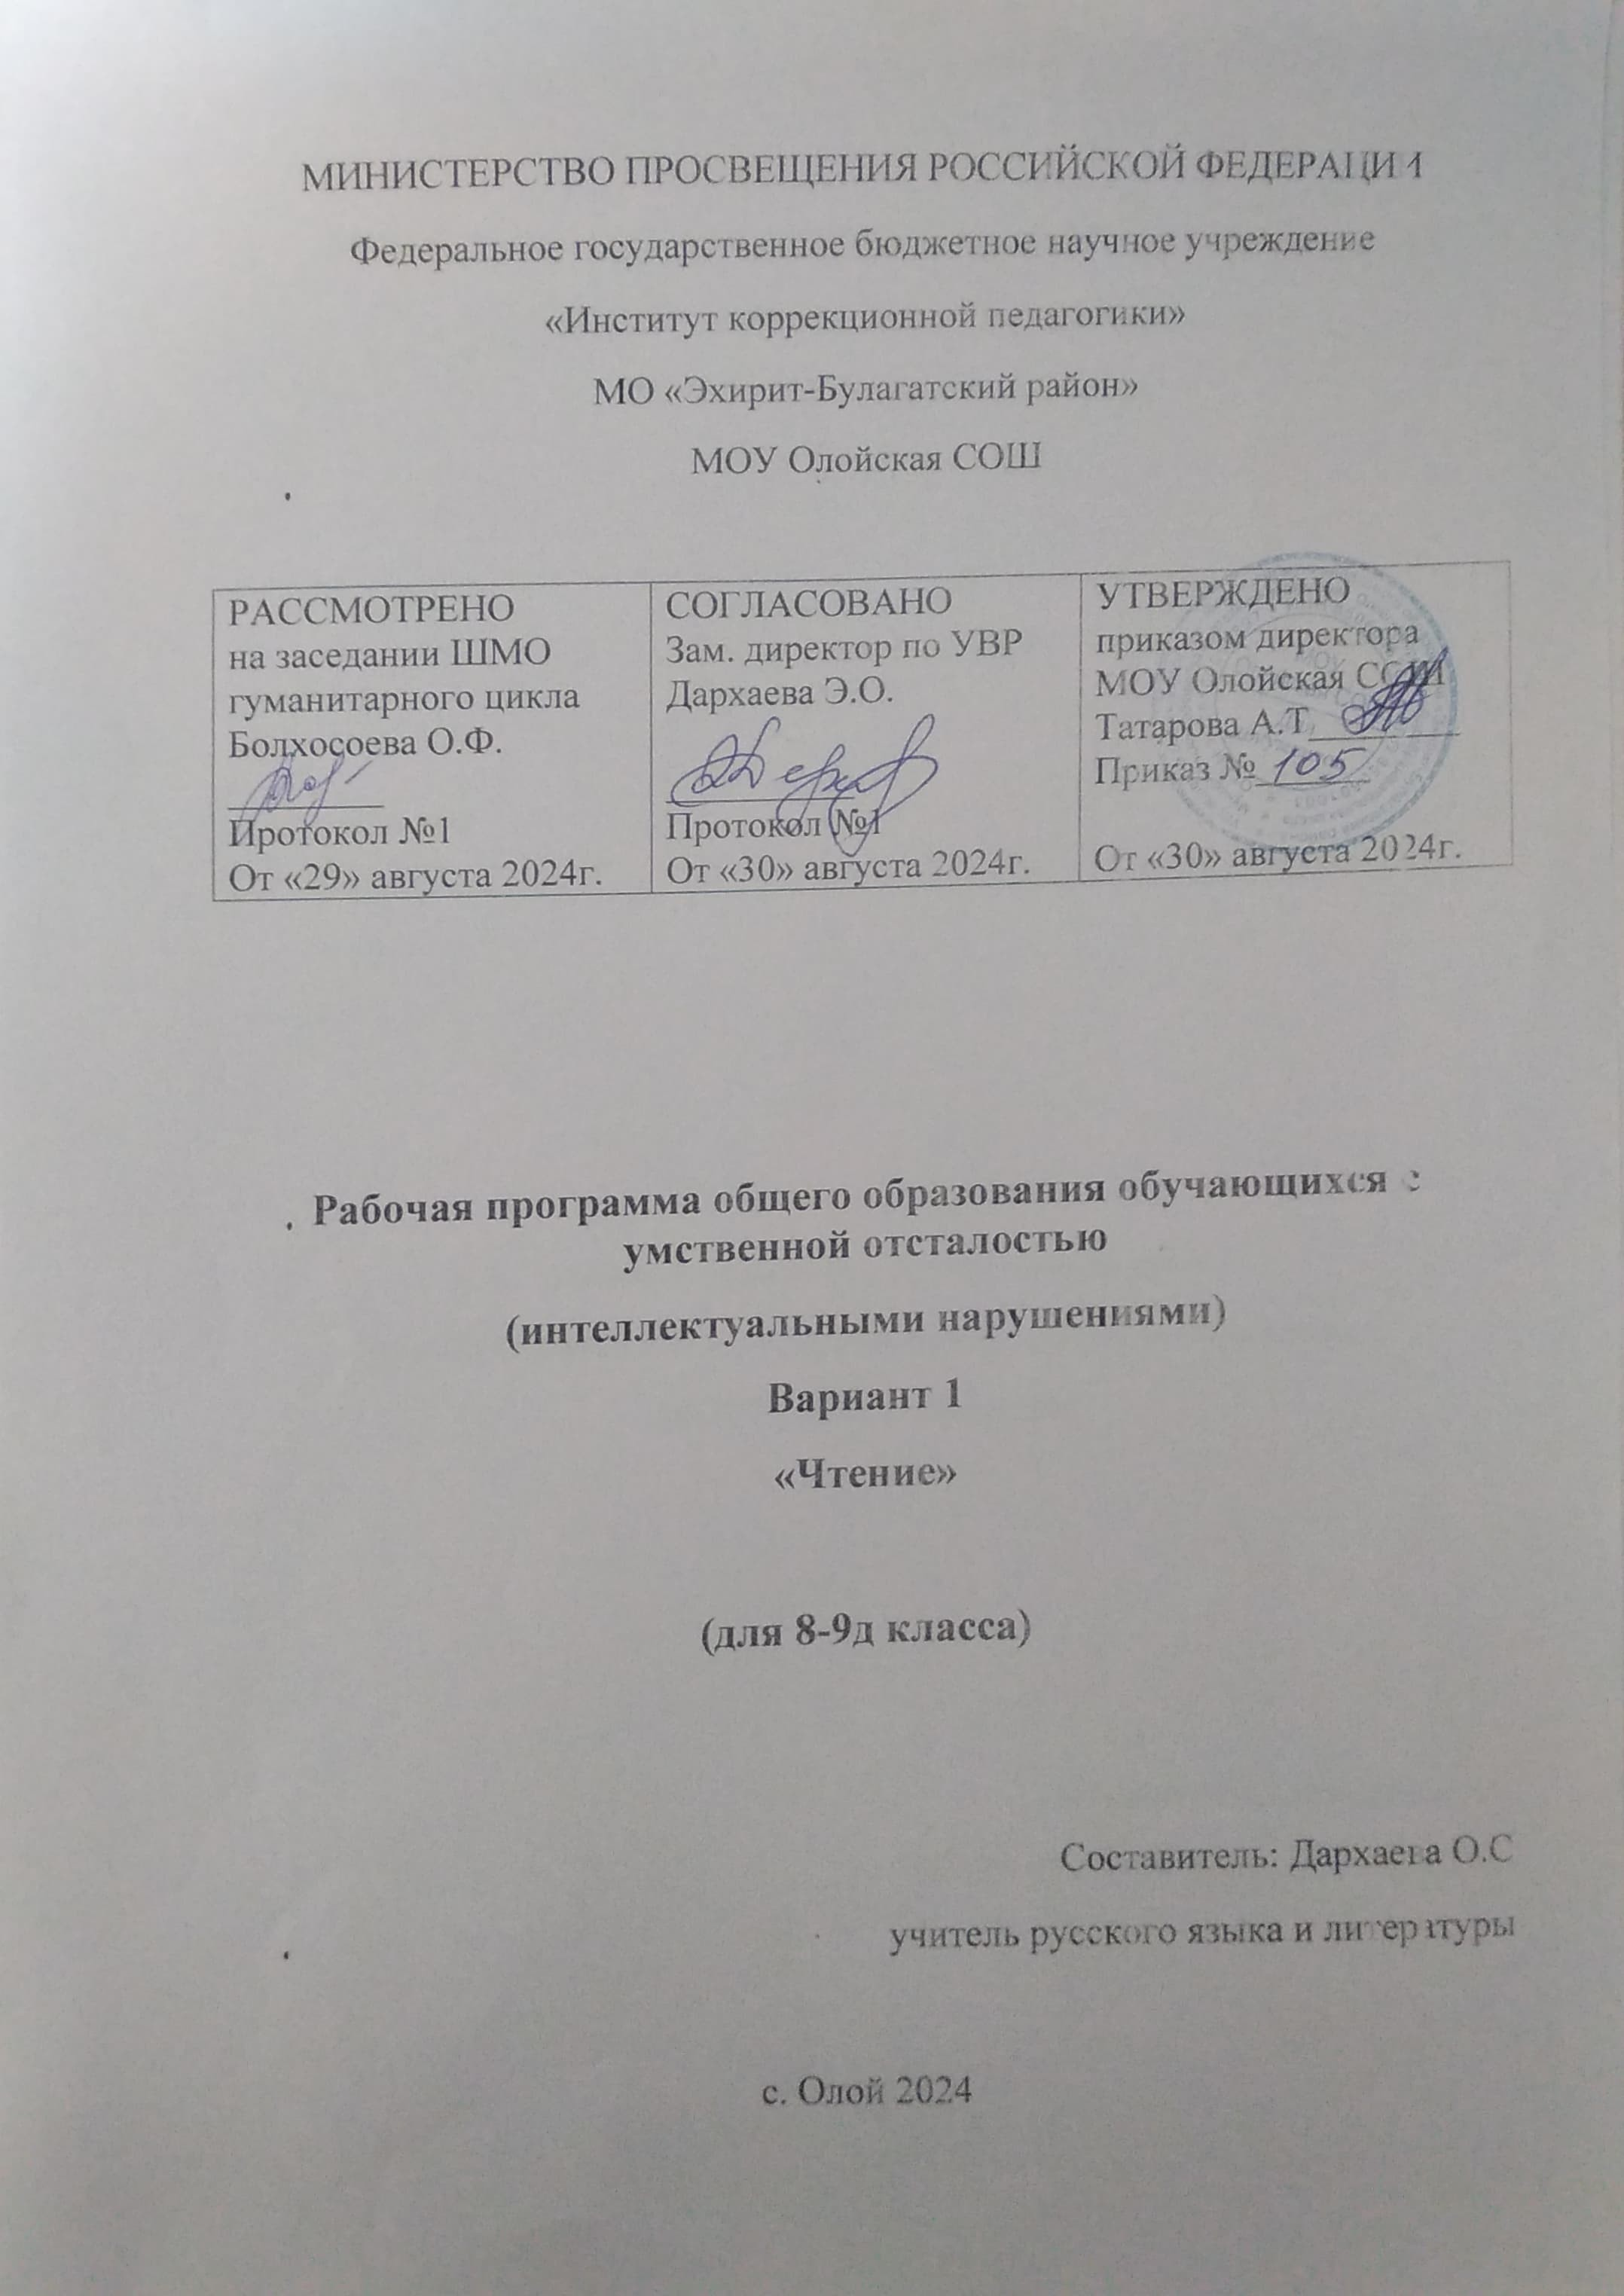 МИНИСТЕРСТВО ПРОСВЕЩЕНИЯ РОССИЙСКОЙ ФЕДЕРАЦИИ
Федеральное государственное бюджетное научное учреждение
«Институт коррекционной педагогики»
МО «Эхирит-Булагатский район»
МОУ Олойская СОШ
РАССМОТРЕНО
на заседании ШМО
гуманитарного цикла
Болхосоева О.Ф.
Протокол №1
От «29» августа 2024г.
СОГЛАСОВАНО
Зам. директор по УВР
Дархаева Э.О.
Протокол №1
От «30» августа 2024г.
УТВЕРЖДЕНО
приказом директора
МОУ Олойская СОШ
Татарова А.Т
Приказ № 105
От «30» августа 2024г.
Рабочая программа общего образования обучающихся с
умственной отсталостью
(интеллектуальными нарушениями)
Вариант 1
«Чтение»
(для 8-9д класса)
Составитель: Дархаева О.С
учитель русского языка и литературы
с. Олой 2024